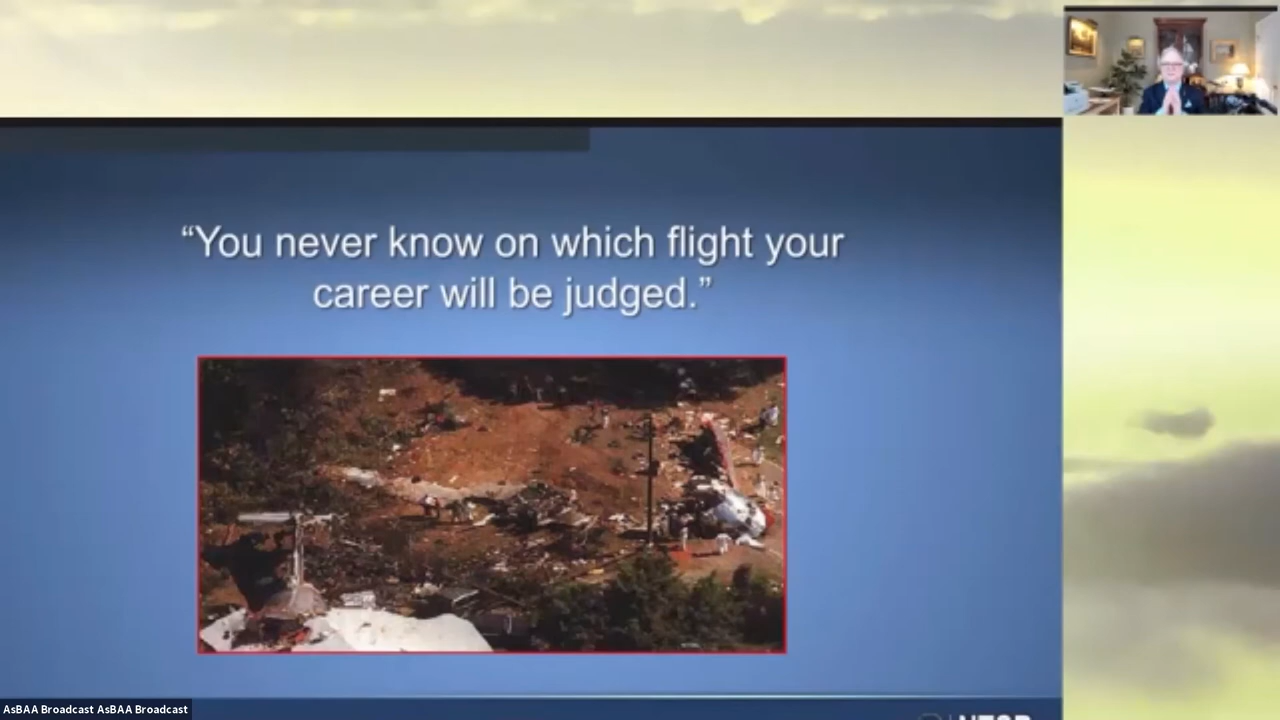 “You never know on which flight your
career will be judged.”
AsBAA Broadcast AsBAA Broadcast